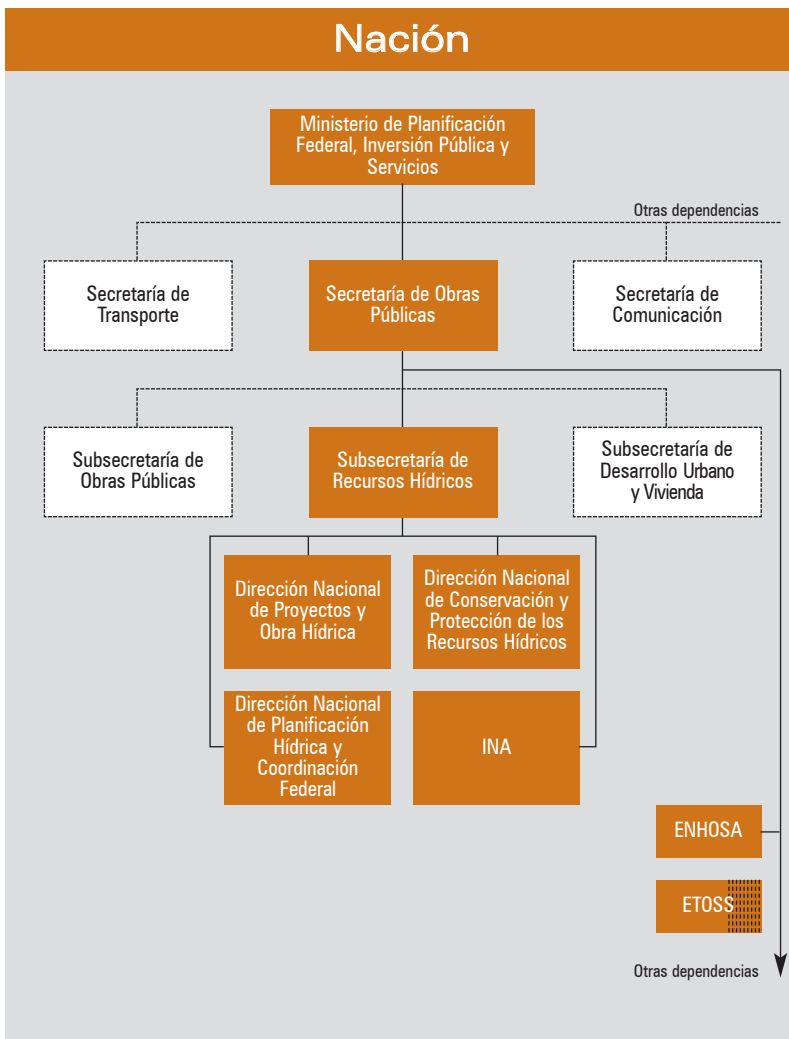 Nación
Ministerio de Planificación
Federal, Inversión Pública y
Servicios
Otras dependencias
Secretaría de
Transporte
Secretaría de Obras
Públicas
Secretaría de
Comunicación
Subsecretaría de
Obras Públicas
Subsecretaría de
Recursos Hídricos
Subsecretaría de
Desarrollo Urbano
y Vivienda
Dirección Nacional
de Proyectos y
Obra Hídrica
Dirección Nacional
de Conservación y
Protección de los
Recursos Hídricos
Dirección Nacional
de Planificación
Hídrica y
Coordinación
Federal
INA
ENHOSA
ETOSS
Otras dependencias